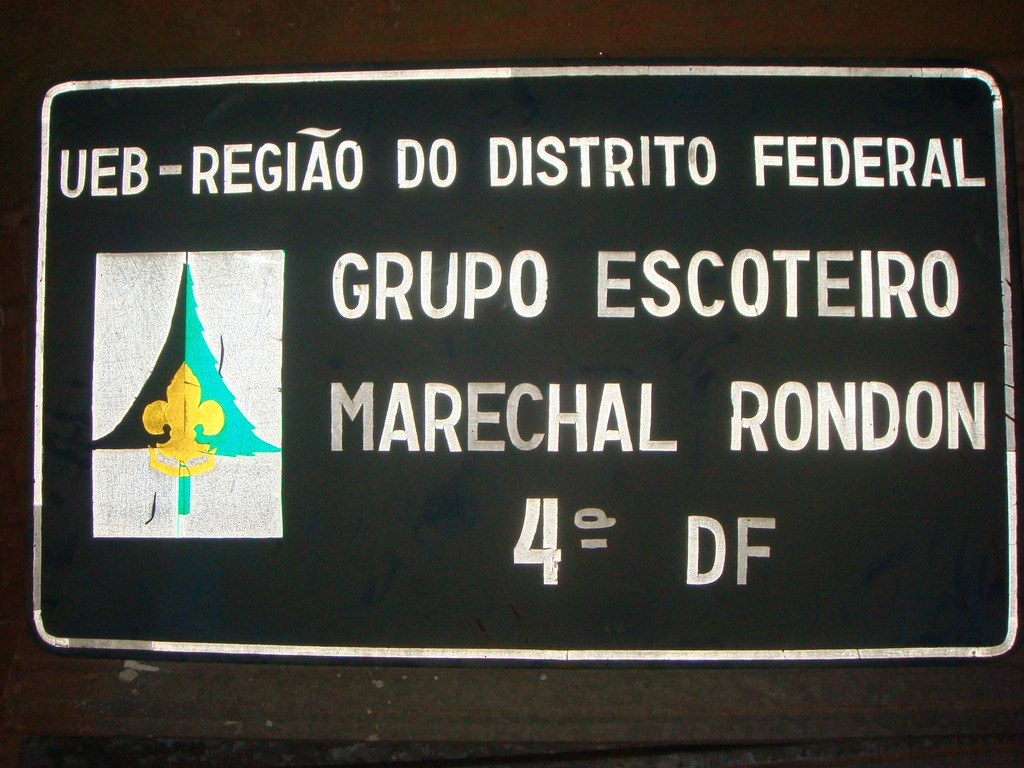 UEB-REGIÃO DO DISTRITO FEDERAL
GRUPO ESCOTEIRO
MARECHAL RONDON
4º DF